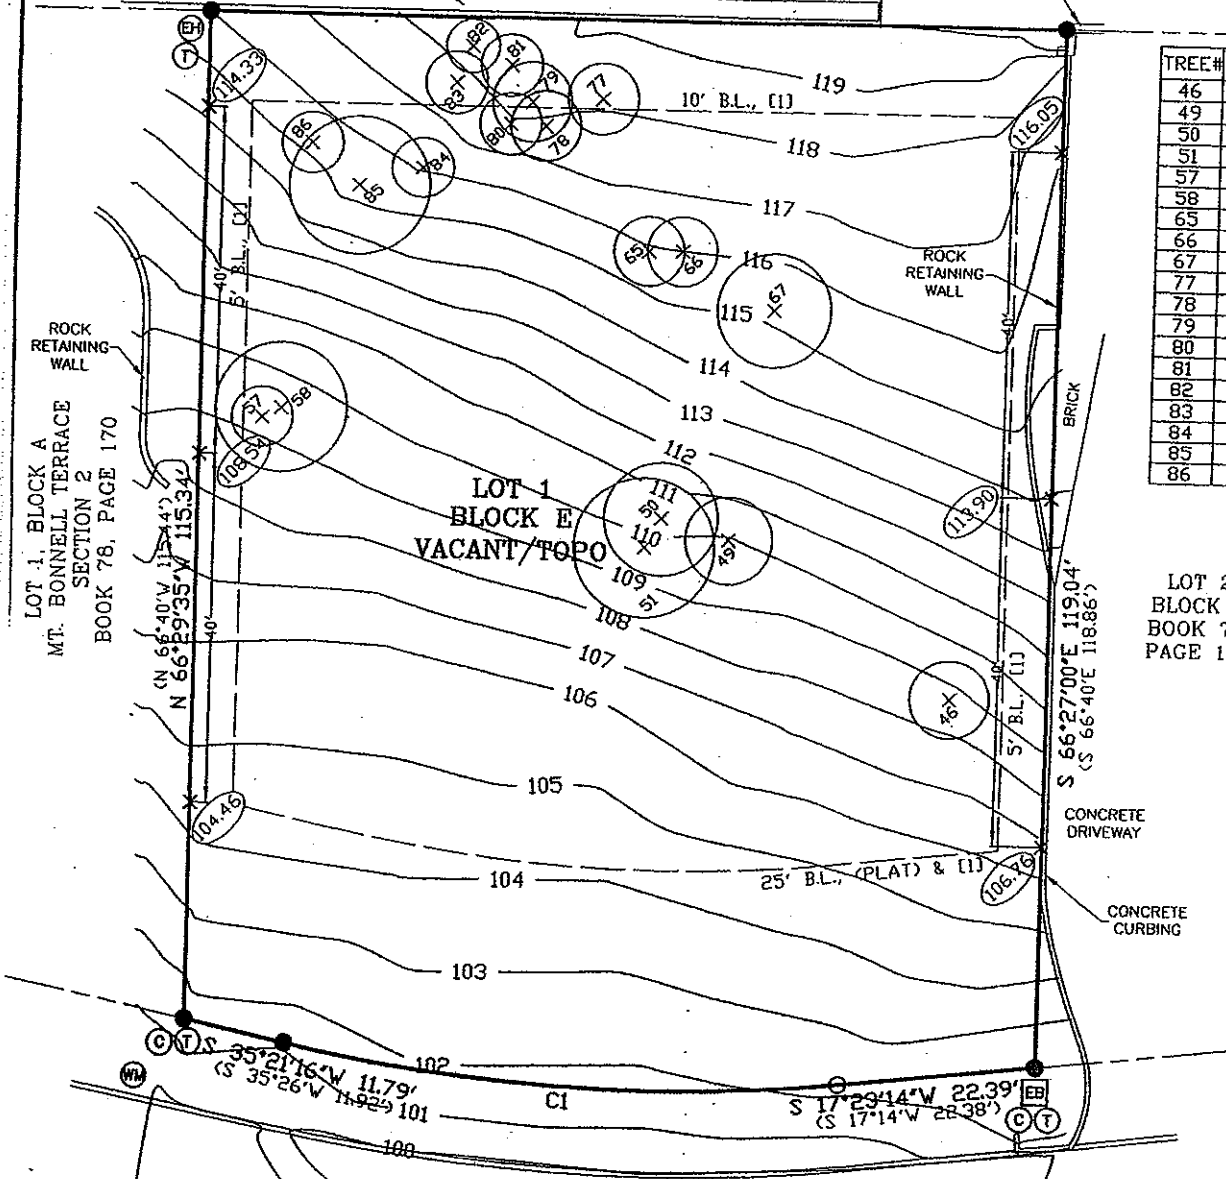 EH
T
114.33
82
81
83
79
77
80
78
119
10' B.L., [1]
116.05
118
86
84
85
117
TREE#
46
49
50
51
57
58
65
66
67
77
78
79
80
81
82
83
84
85
86
5' B.L., [1]
40'
65
66
116
67
115
ROCK
RETAINING
WALL
40'
ROCK
RETAINING
WALL
114
113
112
111
110
109
108
107
106
105
104
103
102
101
100
57
58
108.54
BRICK
LOT 1, BLOCK A
MT. BONNELL TERRACE
SECTION 2
BOOK 78, PAGE 170
(N 66°40'W 115.44')
N 66°29'35"W 115.34'
40'
LOT 1
BLOCK E
VACANT/TOPO
50
49
51
113.90
46
40'
5' B.L., [1]
S 66°27'00"E 119.04'
(S 66°40'E 118.86')
LOT 2
BLOCK
BOOK 7
PAGE 1
104.46
CONCRETE
DRIVEWAY
25' B.L., (PLAT) & [1]
106.76
CONCRETE
CURBING
C T
WM
S 35°21'16"W 11.79'
(S 35°26'W 11.92')
C1
S 17°23'14"W 22.39'
(S 17°14'W 22.38')
EB
C T